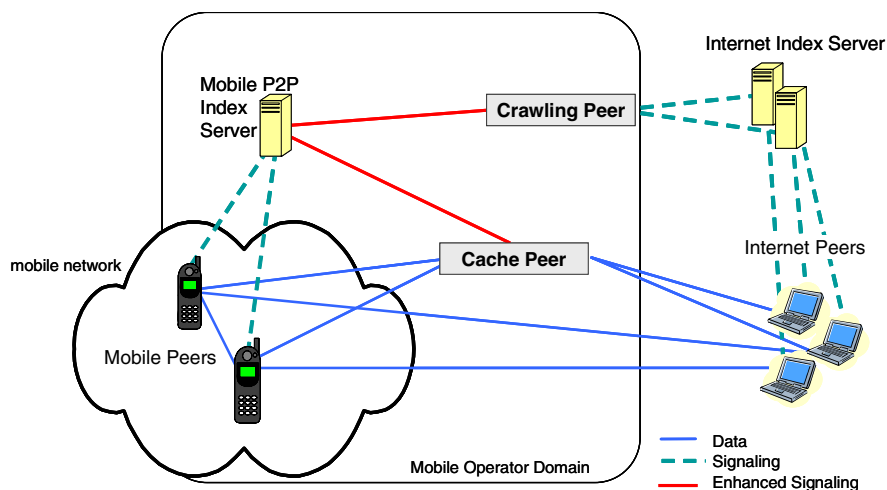 Internet Index Server
Mobile P2P
Index
Server
Crawling Peer
Cache Peer
Internet Peers
mobile network
Mobile Peers
Mobile Operator Domain
Data
Signaling
Enhanced Signaling